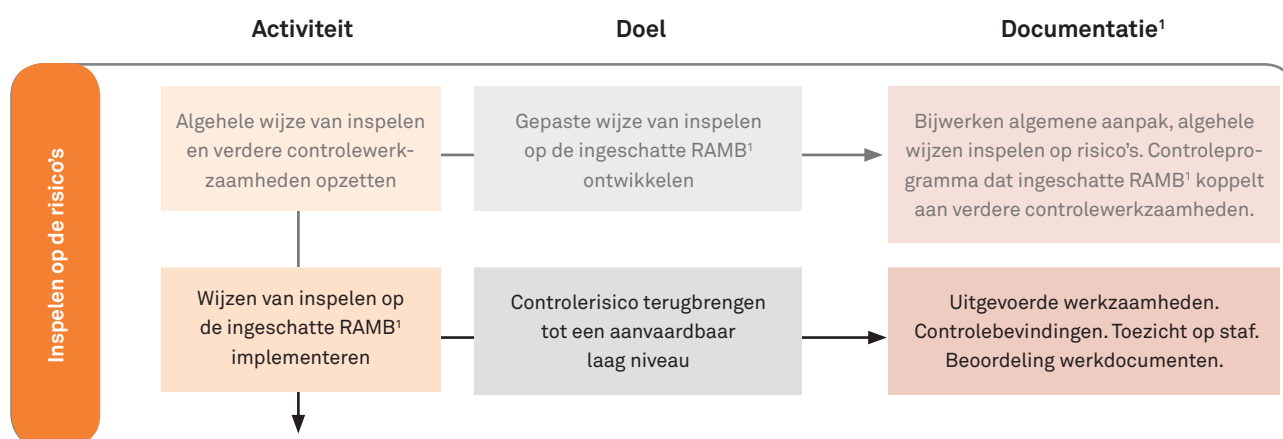 Activiteit
Doel
Documentatie¹
Inspelen op de risico's
Algehele wijze van inspelen
en verdere controlewerk-
zaamheden opzetten
Gepaste wijze van inspelen
op de ingeschatte RAMB¹
ontwikkelen
Bijwerken algemene aanpak, algehele
wijzen inspelen op risico's. Controlepro-
gramma dat ingeschatte RAMB¹ koppelt
aan verdere controlewerkzaamheden.
Wijzen van inspelen op
de ingeschatte RAMB¹
implementeren
Controlerisico terugbrengen
tot een aanvaardbaar
laag niveau
Uitgevoerde werkzaamheden.
Controlebevindingen. Toezicht op staf.
Beoordeling werkdocumenten.